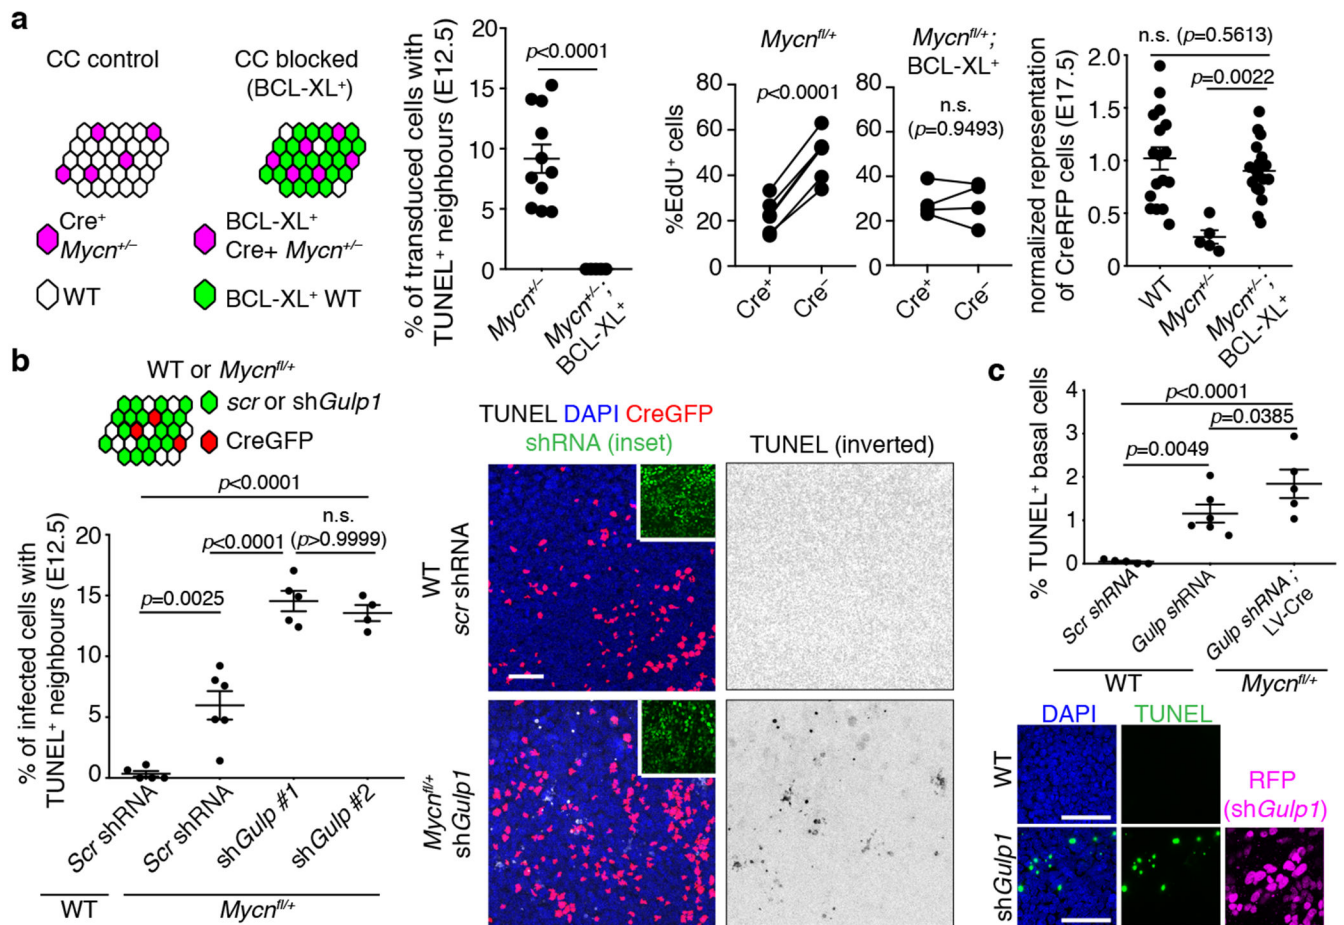 a
CC control
CC blocked
(BCL-XL⁺)
Cre⁺
Mycn⁺/⁻
WT
BCL-XL⁺
Cre+ Mycn⁺/⁻
BCL-XL⁺ WT
% of transduced cells with
TUNEL⁺ neighbours (E12.5)
20
15
10
5
0
p<0.0001
Mycn⁺/⁻
Mycn⁺/⁻;
BCL-XL⁺
%EdU⁺ cells
Mycnᶠˡ/⁺
80
60
40
20
0
p<0.0001
Cre⁺
Cre⁻
Mycnᶠˡ/⁺;
BCL-XL⁺
80
60
40
20
0
n.s.
(p=0.9493)
Cre⁺
Cre⁻
normalized representation
of CreRFP cells (E17.5)
n.s. (p=0.5613)
2.0
1.5
1.0
0.5
0
p=0.0022
WT
Mycn⁺/⁻
Mycn⁺/⁻;
BCL-XL⁺
b
WT or Mycnᶠˡ/⁺
scr or shGulp1
CreGFP
% of infected cells with
TUNEL⁺ neighbours (E12.5)
p<0.0001
n.s.
(p>0.9999)
p<0.0001
p=0.0025
20
15
10
5
0
Scr shRNA
Scr shRNA
shGulp #1
shGulp #2
WT
Mycnᶠˡ/⁺
TUNEL DAPI CreGFP
shRNA (inset)
TUNEL (inverted)
WT
scr shRNA
Mycnᶠˡ/⁺
shGulp1
c
% TUNEL⁺ basal cells
4
3
2
1
0
p<0.0001
p=0.0385
p=0.0049
Scr shRNA
Gulp shRNA
Gulp shRNA;
LV-Cre
WT
Mycnᶠˡ/⁺
DAPI
TUNEL
WT
RFP
(shGulp1)
shGulp1